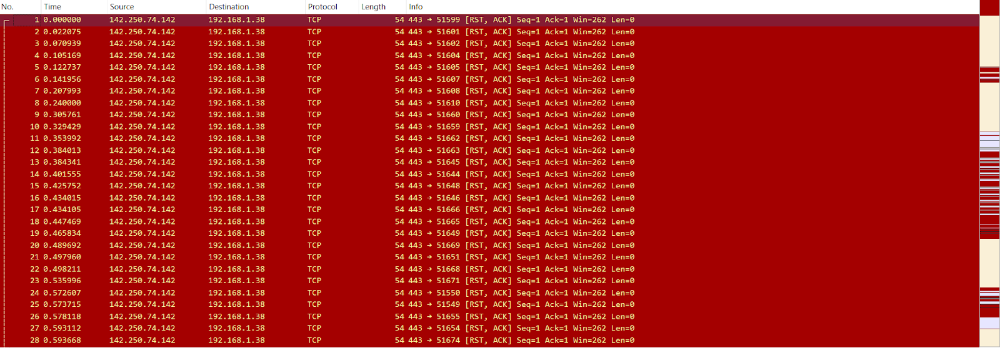 No. Time Source Destination Protocol Length Info
1 0.000000 142.250.74.142 192.168.1.38 TCP 54 443 → 51599 [RST, ACK] Seq=1 Ack=1 Win=262 Len=0
2 0.022075 142.250.74.142 192.168.1.38 TCP 54 443 → 51601 [RST, ACK] Seq=1 Ack=1 Win=262 Len=0
3 0.070939 142.250.74.142 192.168.1.38 TCP 54 443 → 51602 [RST, ACK] Seq=1 Ack=1 Win=262 Len=0
4 0.105169 142.250.74.142 192.168.1.38 TCP 54 443 → 51604 [RST, ACK] Seq=1 Ack=1 Win=262 Len=0
5 0.122737 142.250.74.142 192.168.1.38 TCP 54 443 → 51605 [RST, ACK] Seq=1 Ack=1 Win=262 Len=0
6 0.141956 142.250.74.142 192.168.1.38 TCP 54 443 → 51607 [RST, ACK] Seq=1 Ack=1 Win=262 Len=0
7 0.207993 142.250.74.142 192.168.1.38 TCP 54 443 → 51608 [RST, ACK] Seq=1 Ack=1 Win=262 Len=0
8 0.240000 142.250.74.142 192.168.1.38 TCP 54 443 → 51610 [RST, ACK] Seq=1 Ack=1 Win=262 Len=0
9 0.305761 142.250.74.142 192.168.1.38 TCP 54 443 → 51660 [RST, ACK] Seq=1 Ack=1 Win=262 Len=0
10 0.329429 142.250.74.142 192.168.1.38 TCP 54 443 → 51659 [RST, ACK] Seq=1 Ack=1 Win=262 Len=0
11 0.353992 142.250.74.142 192.168.1.38 TCP 54 443 → 51662 [RST, ACK] Seq=1 Ack=1 Win=262 Len=0
12 0.384013 142.250.74.142 192.168.1.38 TCP 54 443 → 51663 [RST, ACK] Seq=1 Ack=1 Win=262 Len=0
13 0.384341 142.250.74.142 192.168.1.38 TCP 54 443 → 51645 [RST, ACK] Seq=1 Ack=1 Win=262 Len=0
14 0.401555 142.250.74.142 192.168.1.38 TCP 54 443 → 51644 [RST, ACK] Seq=1 Ack=1 Win=262 Len=0
15 0.425752 142.250.74.142 192.168.1.38 TCP 54 443 → 51648 [RST, ACK] Seq=1 Ack=1 Win=262 Len=0
16 0.434015 142.250.74.142 192.168.1.38 TCP 54 443 → 51646 [RST, ACK] Seq=1 Ack=1 Win=262 Len=0
17 0.434105 142.250.74.142 192.168.1.38 TCP 54 443 → 51666 [RST, ACK] Seq=1 Ack=1 Win=262 Len=0
18 0.447469 142.250.74.142 192.168.1.38 TCP 54 443 → 51665 [RST, ACK] Seq=1 Ack=1 Win=262 Len=0
19 0.465834 142.250.74.142 192.168.1.38 TCP 54 443 → 51649 [RST, ACK] Seq=1 Ack=1 Win=262 Len=0
20 0.489692 142.250.74.142 192.168.1.38 TCP 54 443 → 51669 [RST, ACK] Seq=1 Ack=1 Win=262 Len=0
21 0.497960 142.250.74.142 192.168.1.38 TCP 54 443 → 51651 [RST, ACK] Seq=1 Ack=1 Win=262 Len=0
22 0.498211 142.250.74.142 192.168.1.38 TCP 54 443 → 51668 [RST, ACK] Seq=1 Ack=1 Win=262 Len=0
23 0.535996 142.250.74.142 192.168.1.38 TCP 54 443 → 51671 [RST, ACK] Seq=1 Ack=1 Win=262 Len=0
24 0.572607 142.250.74.142 192.168.1.38 TCP 54 443 → 51550 [RST, ACK] Seq=1 Ack=1 Win=262 Len=0
25 0.573715 142.250.74.142 192.168.1.38 TCP 54 443 → 51549 [RST, ACK] Seq=1 Ack=1 Win=262 Len=0
26 0.578118 142.250.74.142 192.168.1.38 TCP 54 443 → 51655 [RST, ACK] Seq=1 Ack=1 Win=262 Len=0
27 0.593112 142.250.74.142 192.168.1.38 TCP 54 443 → 51654 [RST, ACK] Seq=1 Ack=1 Win=262 Len=0
28 0.593668 142.250.74.142 192.168.1.38 TCP 54 443 → 51674 [RST, ACK] Seq=1 Ack=1 Win=262 Len=0